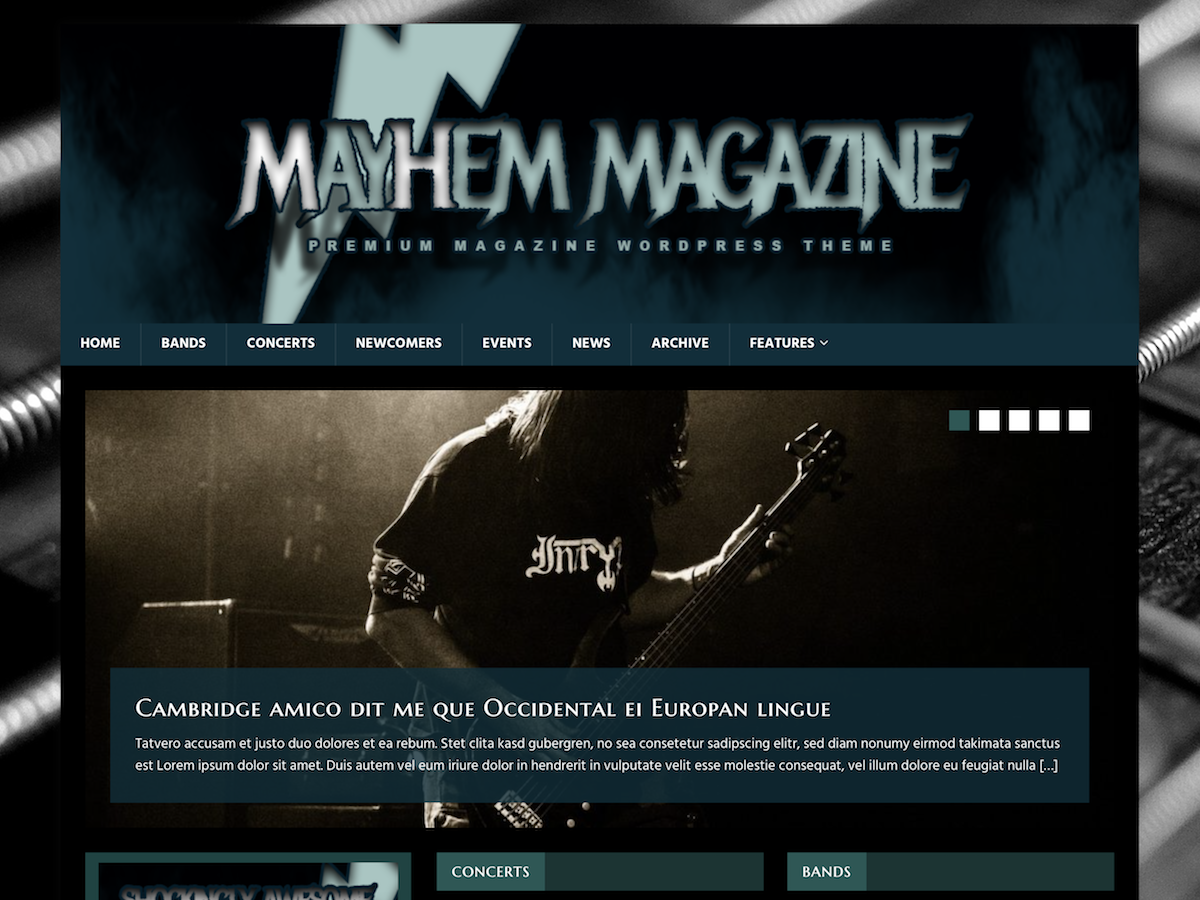 MAYHEM MAGAZINE
PREMIUM MAGAZINE WORDPRESS THEME
HOME BANDS CONCERTS NEWCOMERS EVENTS NEWS ARCHIVE FEATURES
Cambridge amico dit me que Occidental ei Europan lingue
Tatvero accusam et justo duo dolores et ea rebum. Stet clita kasd gubergren, no sea consetetur sadipscing elitr, sed diam nonumy eirmod takimata sanctus
est Lorem ipsum dolor sit amet. Duis autem vel eum iriure dolor in hendrerit in vulputate velit esse molestie consequat, vel illum dolore eu feugiat nulla [...]
SHOCKINGLY AWESOME
CONCERTS
BANDS